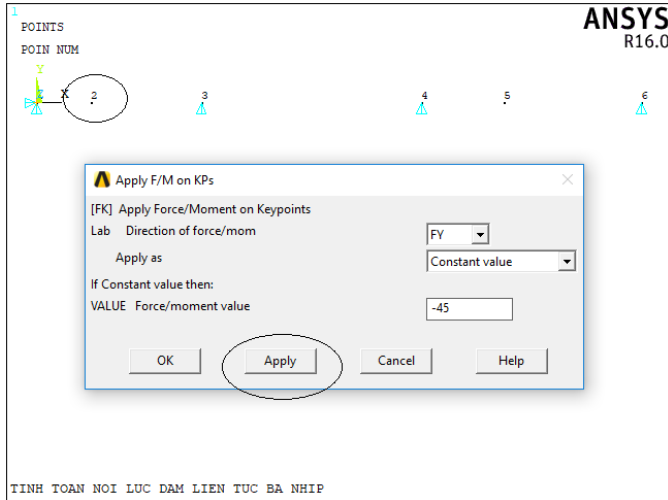 1
POINTS
POIN NUM
ANSYS
R16.0
Y
Z X 2 3 4 5 6
Apply F/M on KPs
[FK] Apply Force/Moment on Keypoints
Lab Direction of force/mom FY
Apply as Constant value
If Constant value then:
VALUE Force/moment value -45
OK Apply Cancel Help
TINH TOAN NOI LUC DAM LIEN TUC BA NHIP